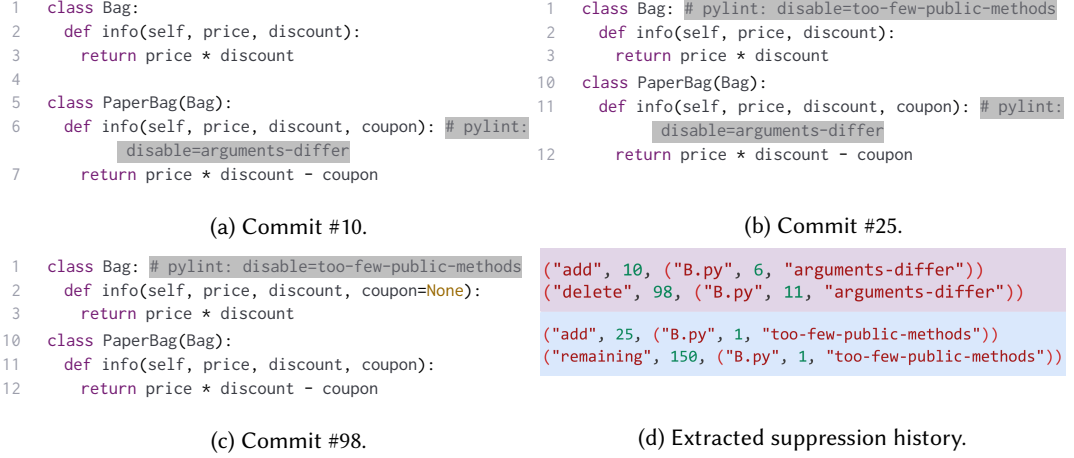 1 class Bag:
2 def info(self, price, discount):
3 return price * discount
4
5 class PaperBag(Bag):
6 def info(self, price, discount, coupon): # pylint:
disable=arguments-differ
7 return price * discount - coupon
(a) Commit #10.
1 class Bag: # pylint: disable=too-few-public-methods
2 def info(self, price, discount):
3 return price * discount
10 class PaperBag(Bag):
11 def info(self, price, discount, coupon): # pylint:
disable=arguments-differ
12 return price * discount - coupon
(b) Commit #25.
1 class Bag: # pylint: disable=too-few-public-methods
2 def info(self, price, discount, coupon=None):
3 return price * discount
10 class PaperBag(Bag):
11 def info(self, price, discount, coupon):
12 return price * discount - coupon
(c) Commit #98.
("add", 10, ("B.py", 6, "arguments-differ"))
("delete", 98, ("B.py", 11, "arguments-differ"))
("add", 25, ("B.py", 1, "too-few-public-methods"))
("remaining", 150, ("B.py", 1, "too-few-public-methods"))
(d) Extracted suppression history.